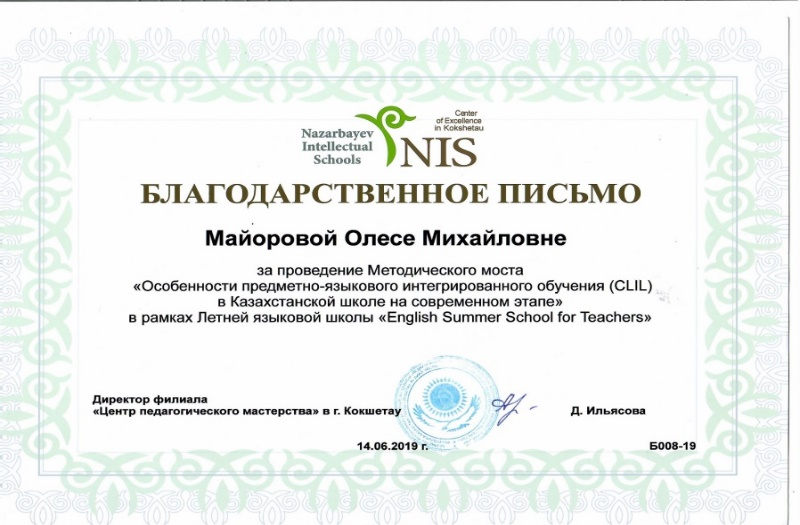 Nazarbayev
Intellectual
Schools
Center
of Excellence
in Kokshetau
NIS
БЛАГОДАРСТВЕННОЕ ПИСЬМО
Майоровой Олесе Михайловне
за проведение Методического моста
«Особенности предметно-языкового интегрированного обучения (CLIL)
в Казахстанской школе на современном этапе»
в рамках Летней языковой школы «English Summer School for Teachers»
Директор филиала
«Центр педагогического мастерства» в г. Кокшетау
Д. Ильясова
14.06.2019 г.
Б008-19